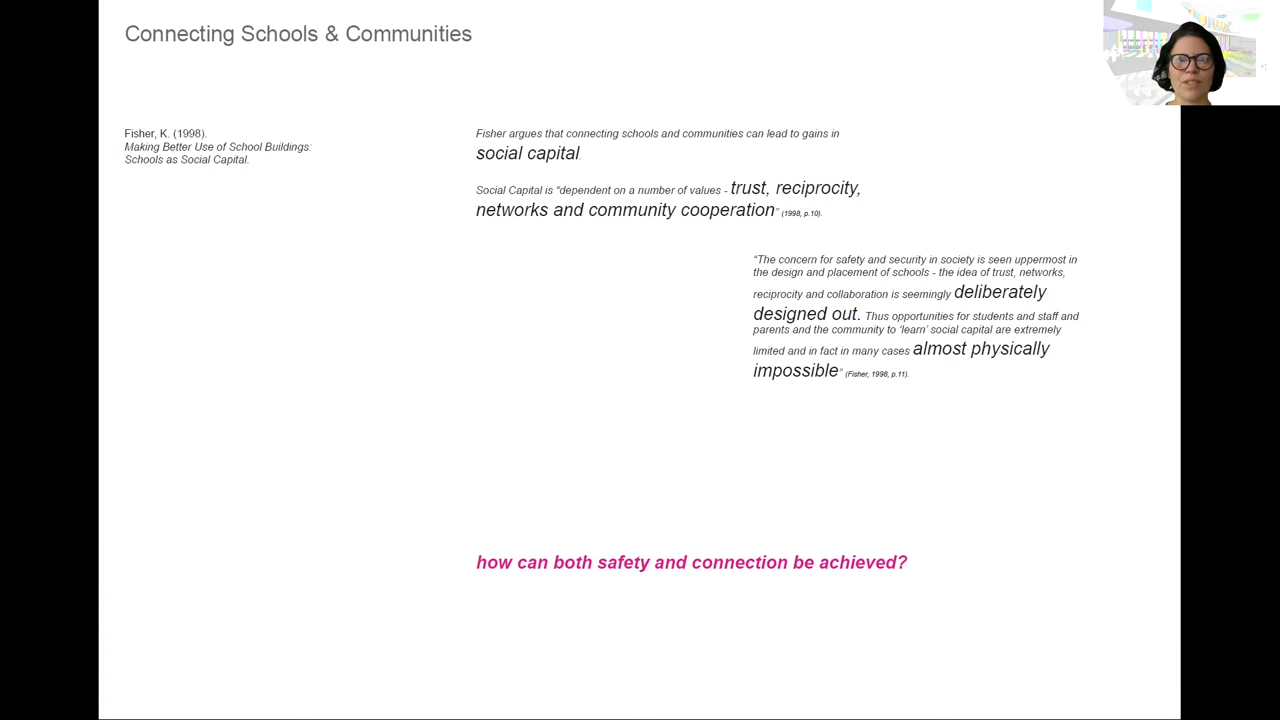 Connecting Schools & Communities
Fisher, K. (1998).
Making Better Use of School Buildings:
Schools as Social Capital.
Fisher argues that connecting schools and communities can lead to gains in
social capital.
Social Capital is “dependent on a number of values - trust, reciprocity,
networks and community cooperation” (1998, p.10).
“The concern for safety and security in society is seen uppermost in
the design and placement of schools - the idea of trust, networks,
reciprocity and collaboration is seemingly deliberately
designed out. Thus opportunities for students and staff and
parents and the community to ‘learn’ social capital are extremely
limited and in fact in many cases almost physically
impossible” (Fisher, 1998, p.11).
how can both safety and connection be achieved?